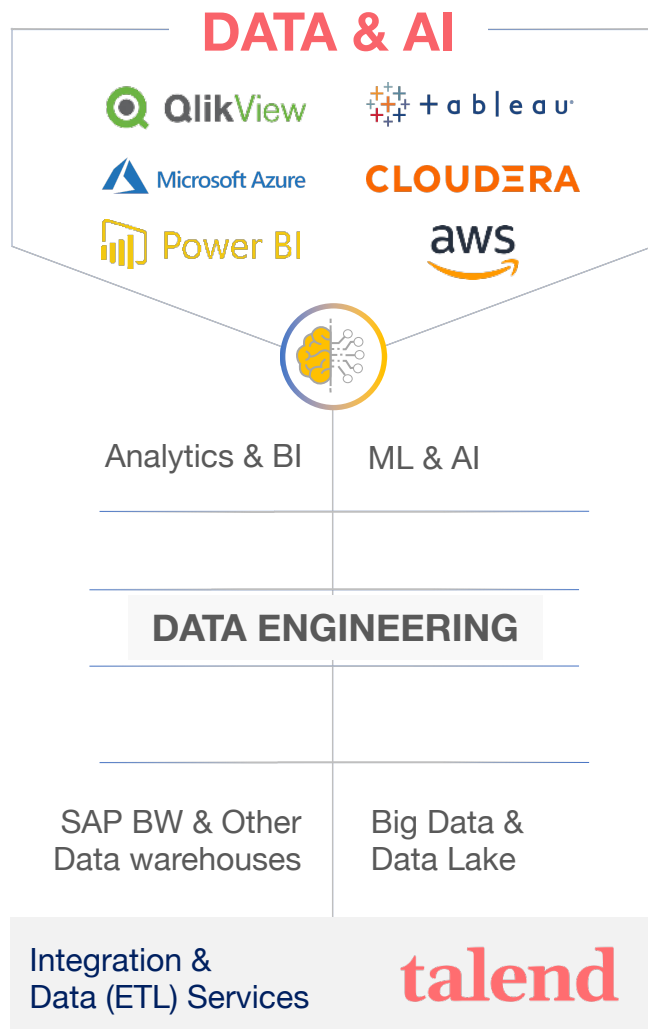 DATA & AI
QlikView
+ a b | e a u
Microsoft Azure
CLOUDERA
Power BI
aws
Analytics & BI
ML & AI
DATA ENGINEERING
SAP BW & Other
Data warehouses
Big Data &
Data Lake
Integration &
Data (ETL) Services
talend